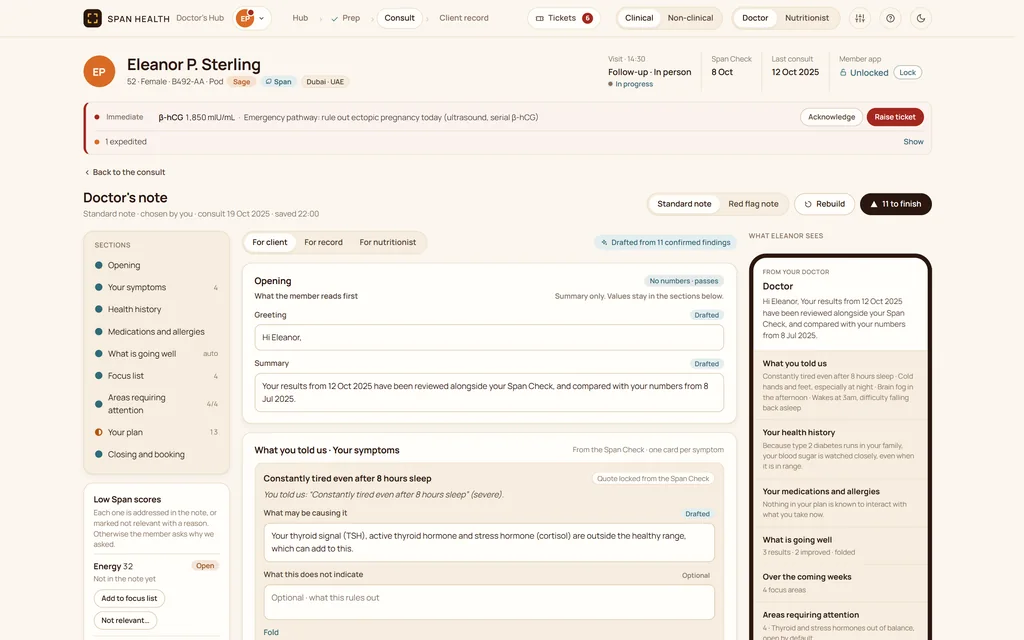 SPAN HEALTH Doctor's Hub EP Hub Prep Consult Client record Tickets 6 Clinical Non-clinical Doctor Nutritionist
EP
Eleanor P. Sterling
52 · Female · B492-AA · Pod Sage Span Dubai · UAE
Visit · 14:30
Follow-up · In person
In progress
Span Check
8 Oct
Last consult
12 Oct 2025
Member app
Unlocked Lock
Immediate β-hCG 1,850 mIU/mL · Emergency pathway: rule out ectopic pregnancy today (ultrasound, serial β-hCG) Acknowledge Raise ticket
1 expedited Show
‹ Back to the consult
Doctor's note
Standard note · chosen by you · consult 19 Oct 2025 · saved 22:00
Standard note Red flag note Rebuild 11 to finish
SECTIONS
Opening
Your symptoms 4
Health history
Medications and allergies
What is going well auto
Focus list 4
Areas requiring attention 4/4
Your plan 13
Closing and booking
Low Span scores
Each one is addressed in the note, or
marked not relevant with a reason.
Otherwise the member asks why we
asked.
Energy 32 Open
Not in the note yet
Add to focus list
Not relevant...
For client For record For nutritionist Drafted from 11 confirmed findings
Opening No numbers · passes
What the member reads first Summary only. Values stay in the sections below.
Greeting Drafted
Hi Eleanor,
Summary Drafted
Your results from 12 Oct 2025 have been reviewed alongside your Span Check, and compared with your numbers from 8
Jul 2025.
What you told us · Your symptoms From the Span Check · one card per symptom
Constantly tired even after 8 hours sleep Quote locked from the Span Check
You told us: "Constantly tired even after 8 hours sleep" (severe).
What may be causing it Drafted
Your thyroid signal (TSH), active thyroid hormone and stress hormone (cortisol) are outside the healthy range,
which can add to this.
What this does not indicate Optional
Optional · what this rules out
Fold
WHAT ELEANOR SEES
FROM YOUR DOCTOR
Doctor
Hi Eleanor, Your results from 12 Oct 2025
have been reviewed alongside your Span
Check, and compared with your numbers
from 8 Jul 2025.
What you told us
Constantly tired even after 8 hours sleep · Cold
hands and feet, especially at night · Brain fog in
the afternoon · Wakes at 3am, difficulty falling
back asleep
Your health history
Because type 2 diabetes runs in your family,
your blood sugar is watched closely, even when
it is in range.
Your medications and allergies
Nothing in your plan is known to interact with
what you take now.
What is going well
3 results · 2 improved · folded
Over the coming weeks
4 focus areas
Areas requiring attention
4 · Thyroid and stress hormones out of balance,
open by default